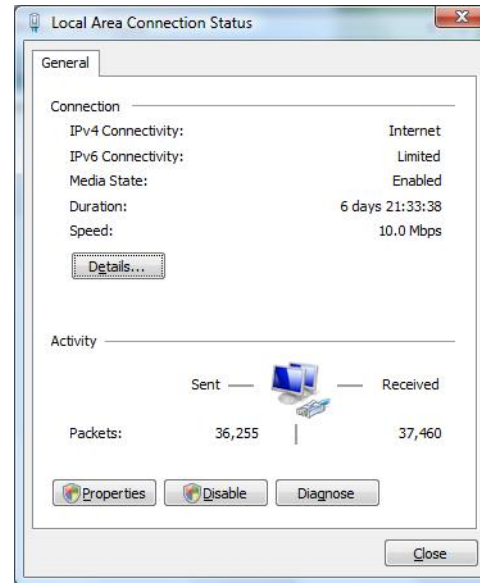 Local Area Connection Status
General
Connection
IPv4 Connectivity: Internet
IPv6 Connectivity: Limited
Media State: Enabled
Duration: 6 days 21:33:38
Speed: 10.0 Mbps
Details...
Activity
Sent — — Received
Packets: 36,255 | 37,460
Properties Disable Diagnose
Close